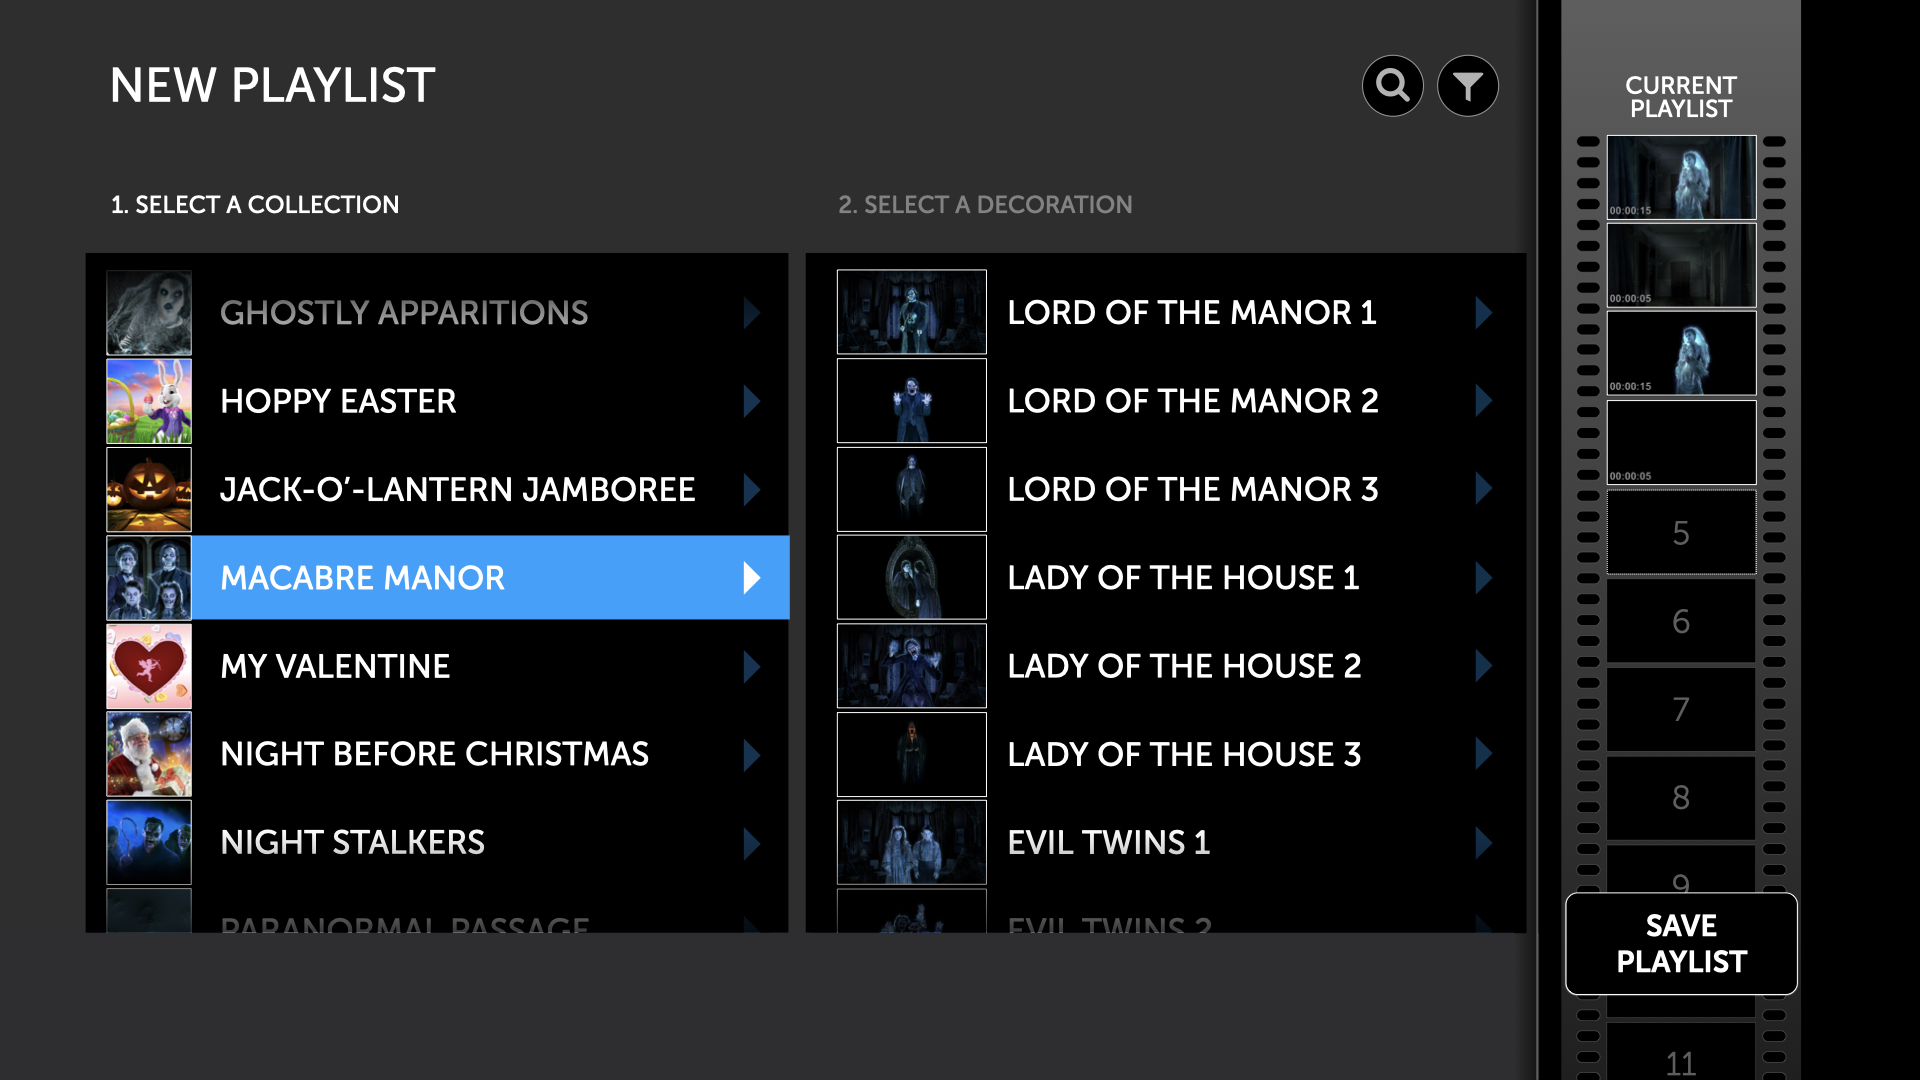 NEW PLAYLIST
1. SELECT A COLLECTION
GHOSTLY APPARITIONS
HOPPY EASTER
JACK-O’-LANTERN JAMBOREE
MACABRE MANOR
MY VALENTINE
NIGHT BEFORE CHRISTMAS
NIGHT STALKERS
PARANORMAL PASSAGE
2. SELECT A DECORATION
LORD OF THE MANOR 1
LORD OF THE MANOR 2
LORD OF THE MANOR 3
LADY OF THE HOUSE 1
LADY OF THE HOUSE 2
LADY OF THE HOUSE 3
EVIL TWINS 1
EVIL TWINS 2
CURRENT
PLAYLIST
00:00:15
00:00:05
00:00:15
00:00:05
5
6
7
8
9
SAVE
PLAYLIST
11